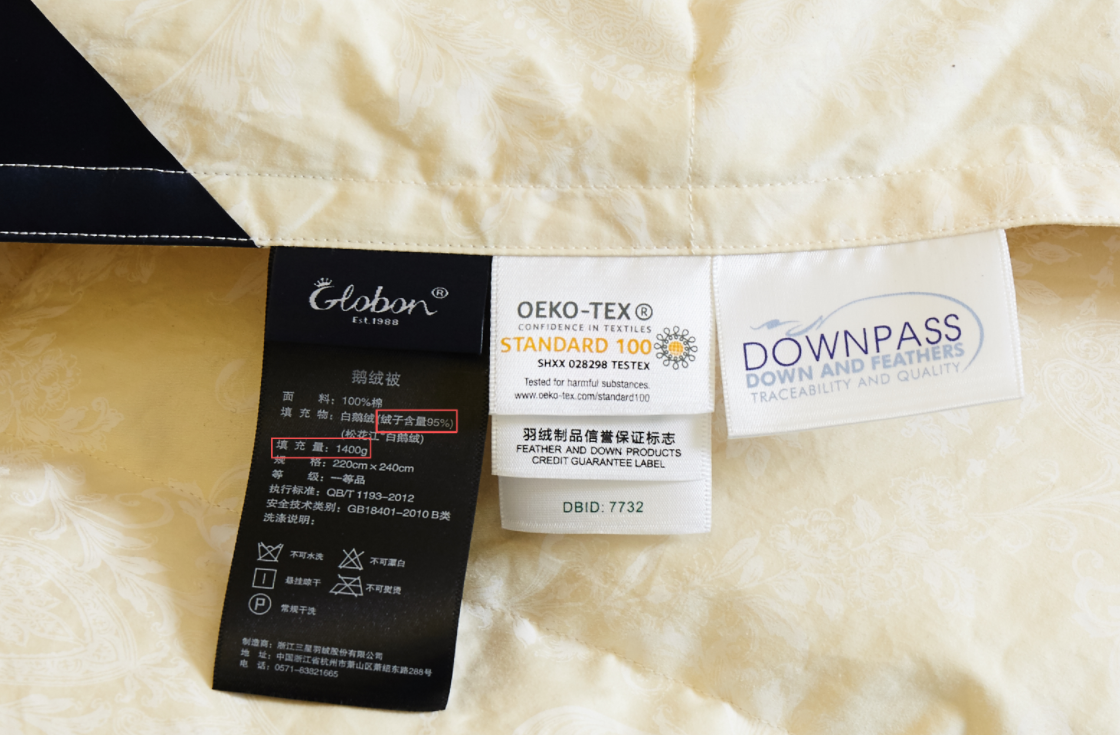 Globon®
Est.1988
鹅绒被
面 料：100%棉
填 充 物：白鹅绒(绒子含量95%)
(松花江"白鹅绒)
填 充 量：1400g
规 格：220cm×240cm
等 级：一等品
执行标准：QB/T 1193-2012
安全技术类别：GB18401-2010 B类
洗涤说明：
不可水洗 不可漂白
悬挂晾干 不可熨烫
P 常规干洗
制造商：浙江三星羽绒股份有限公司
地 址：中国浙江省杭州市萧山区萧绍东路288号
电 话：0571-83821665
OEKO-TEX®
CONFIDENCE IN TEXTILES
STANDARD 100
SHXX 028298 TESTEX
Tested for harmful substances.
www.oeko-tex.com/standard100
羽绒制品信誉保证标志
FEATHER AND DOWN PRODUCTS
CREDIT GUARANTEE LABEL
DBID: 7732
DOWNPASS
DOWN AND FEATHERS
TRACEABILITY AND QUALITY